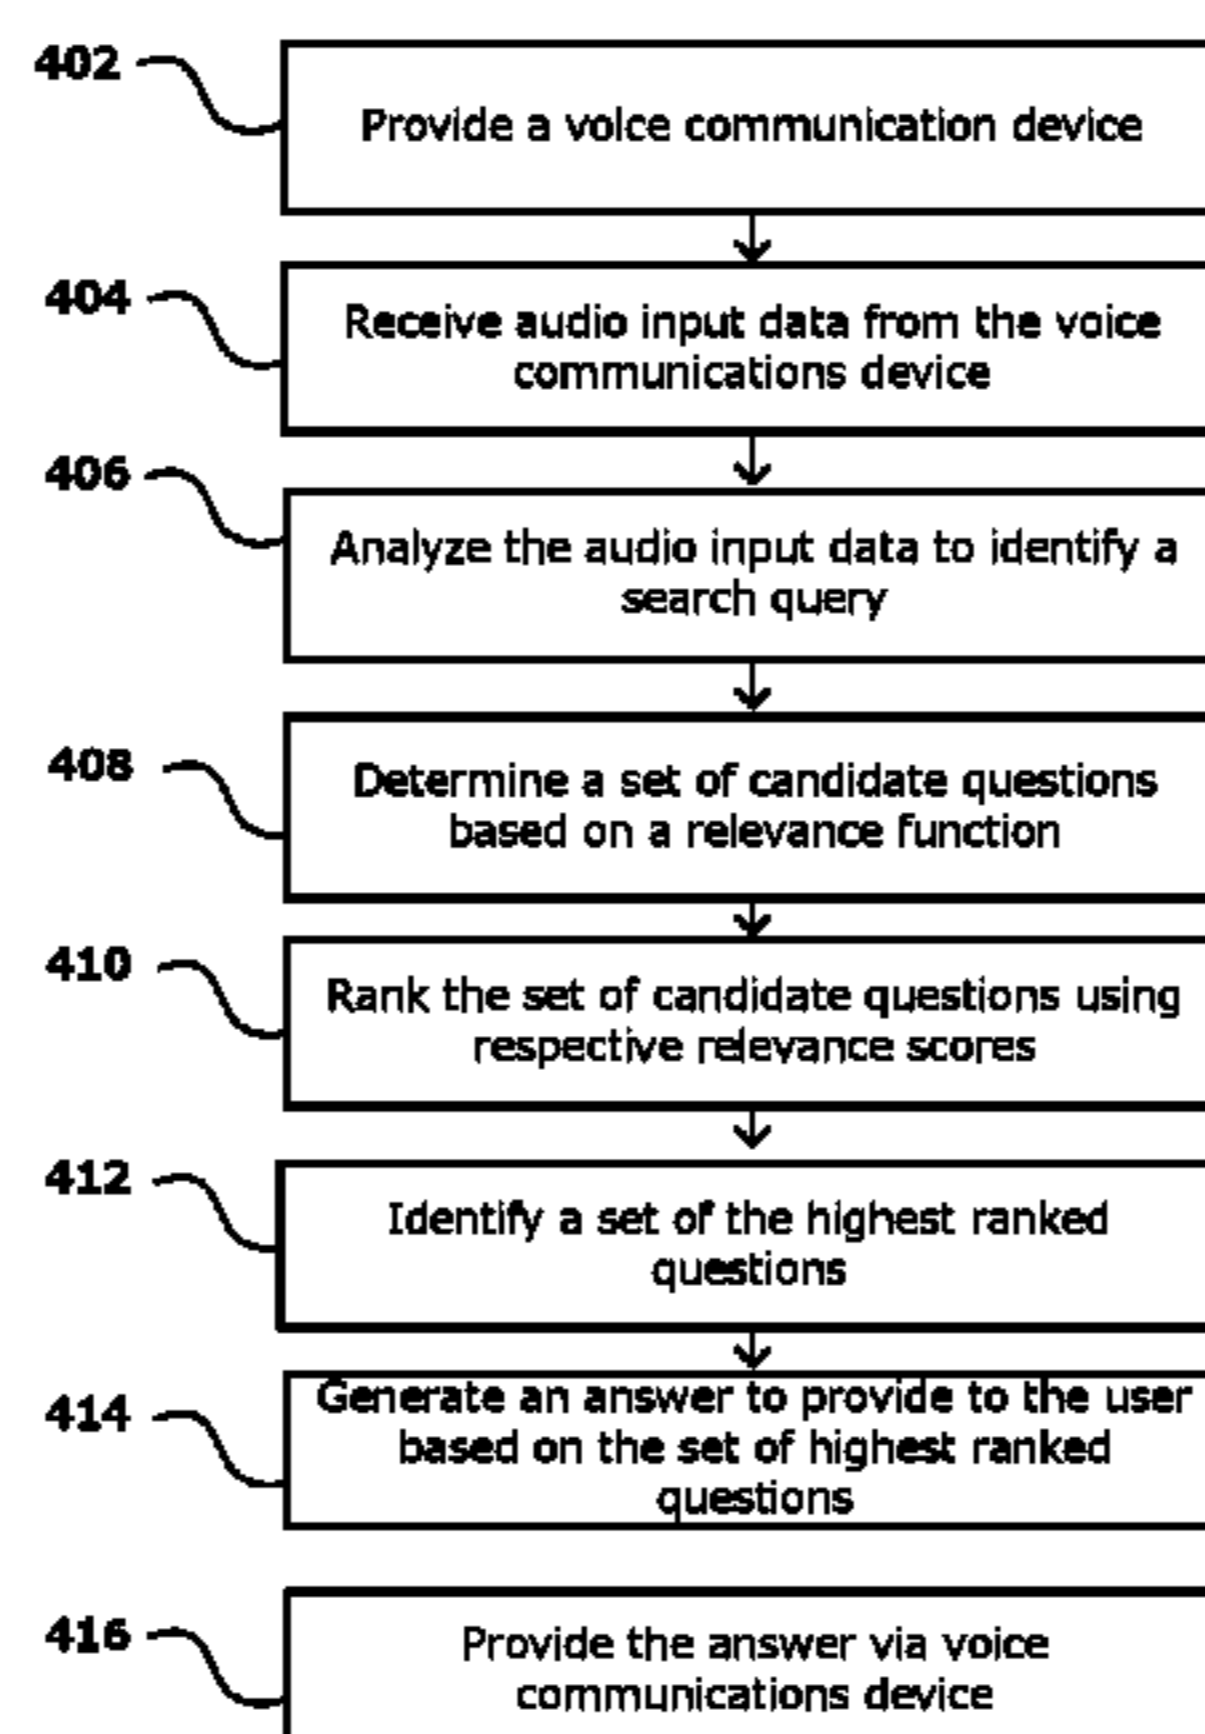 402
Provide a voice communication device
404
Receive audio input data from the voice
communications device
406
Analyze the audio input data to identify a
search query
408
Determine a set of candidate questions
based on a relevance function
410
Rank the set of candidate questions using
respective relevance scores
412
Identify a set of the highest ranked
questions
414
Generate an answer to provide to the user
based on the set of highest ranked
questions
416
Provide the answer via voice
communications device